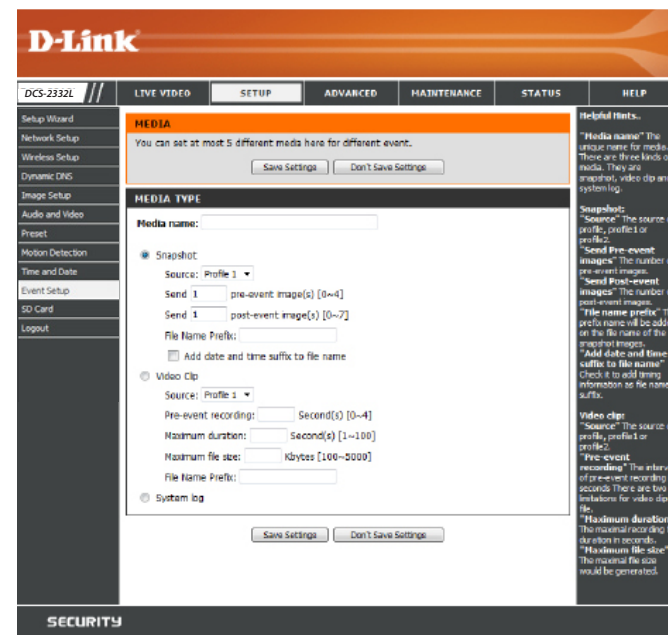 D-Link
DCS-2332L // LIVE VIDEO SETUP ADVANCED MAINTENANCE STATUS HELP
Setup Wizard
Network Setup
Wireless Setup
Dynamic DNS
Image Setup
Audio and Video
Preset
Motion Detection
Time and Date
Event Setup
SD Card
Logout
MEDIA
You can set at most 5 different media here for different event.
Save Settings Don't Save Settings
MEDIA TYPE
Media name:
Snapshot
Source: Profile 1
Send 1 pre-event image(s) [0~4]
Send 1 post-event image(s) [0~7]
File Name Prefix:
Add date and time suffix to file name
Video Clip
Source: Profile 1
Pre-event recording: Second(s) [0~4]
Maximum duration: Second(s) [1~100]
Maximum file size: Kbytes [100~5000]
File Name Prefix:
System log
Save Settings Don't Save Settings
Helpful Hints..
"Media name" The
unique name for media.
There are three kinds
media. They are
snapshot, video clip and
system log.
Snapshot:
"Source" The source
profile, profile1 or
profile2.
"Send Pre-event
images" The number
pre-event images.
"Send Post-event
images" The number
post-event images.
"File name prefix"
prefix name will be
on the file name of the
snapshot images.
"Add date and time
suffix to file name"
Check it to add timing
information as file name
suffix.
Video clip:
"Source" The source
profile, profile1 or
profile2.
"Pre-event
recording" The
of pre-event recording
seconds There are two
limitations for video clip
file.
"Maximum duration
The maximal recording
duration in seconds.
"Maximum file size"
The maximal file size
would be generated.
SECURITY